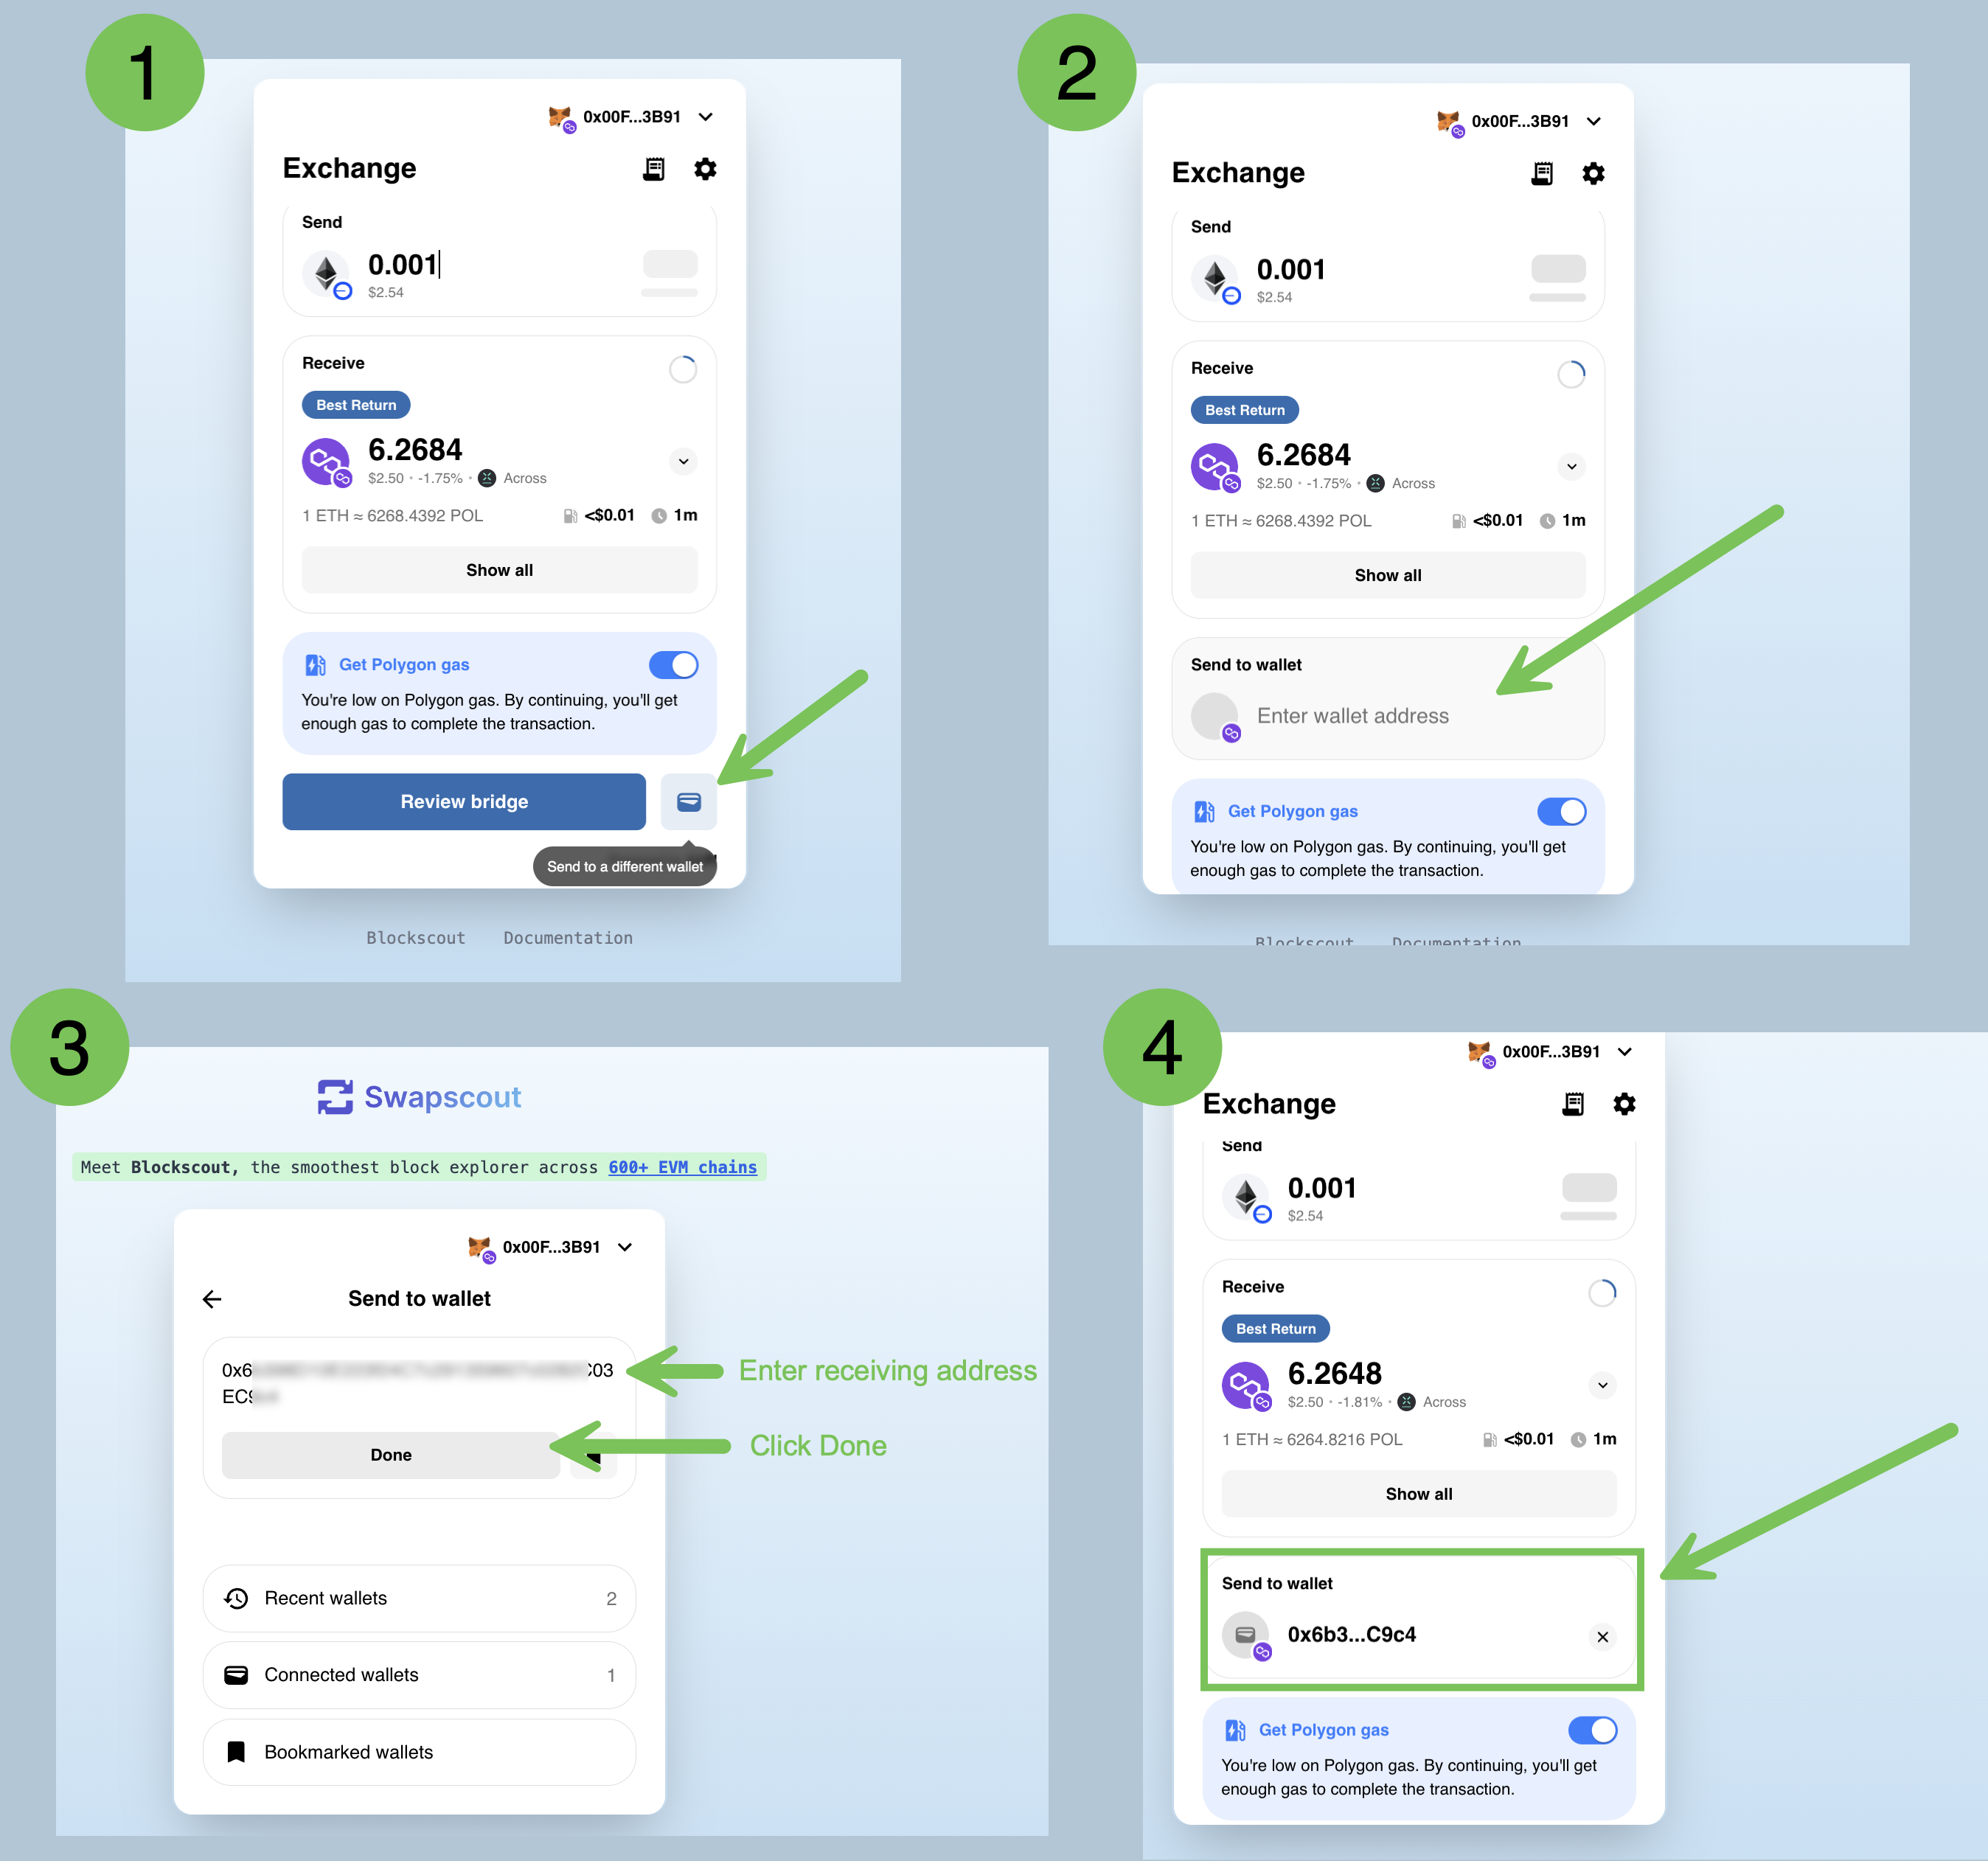 1
0x00F...3B91
Exchange
Send
0.001
$2.54
Receive
Best Return
6.2684
$2.50 • -1.75% • Across
1 ETH ≈ 6268.4392 POL <$0.01 1m
Show all
Get Polygon gas
You're low on Polygon gas. By continuing, you'll get
enough gas to complete the transaction.
Review bridge
Send to a different wallet
Blockscout Documentation
2
0x00F...3B91
Exchange
Send
0.001
$2.54
Receive
Best Return
6.2684
$2.50 • -1.75% • Across
1 ETH ≈ 6268.4392 POL <$0.01 1m
Show all
Send to wallet
Enter wallet address
Get Polygon gas
You're low on Polygon gas. By continuing, you'll get
enough gas to complete the transaction.
Blockscout Documentation
3
Swapscout
Meet Blockscout, the smoothest block explorer across 600+ EVM chains
0x00F...3B91
Send to wallet
0x6 C03
EC9
Enter receiving address
Done
Click Done
Recent wallets 2
Connected wallets 1
Bookmarked wallets
4
0x00F...3B91
Exchange
Send
0.001
$2.54
Receive
Best Return
6.2648
$2.50 • -1.81% • Across
1 ETH ≈ 6264.8216 POL <$0.01 1m
Show all
Send to wallet
0x6b3...C9c4
Get Polygon gas
You're low on Polygon gas. By continuing, you'll get
enough gas to complete the transaction.